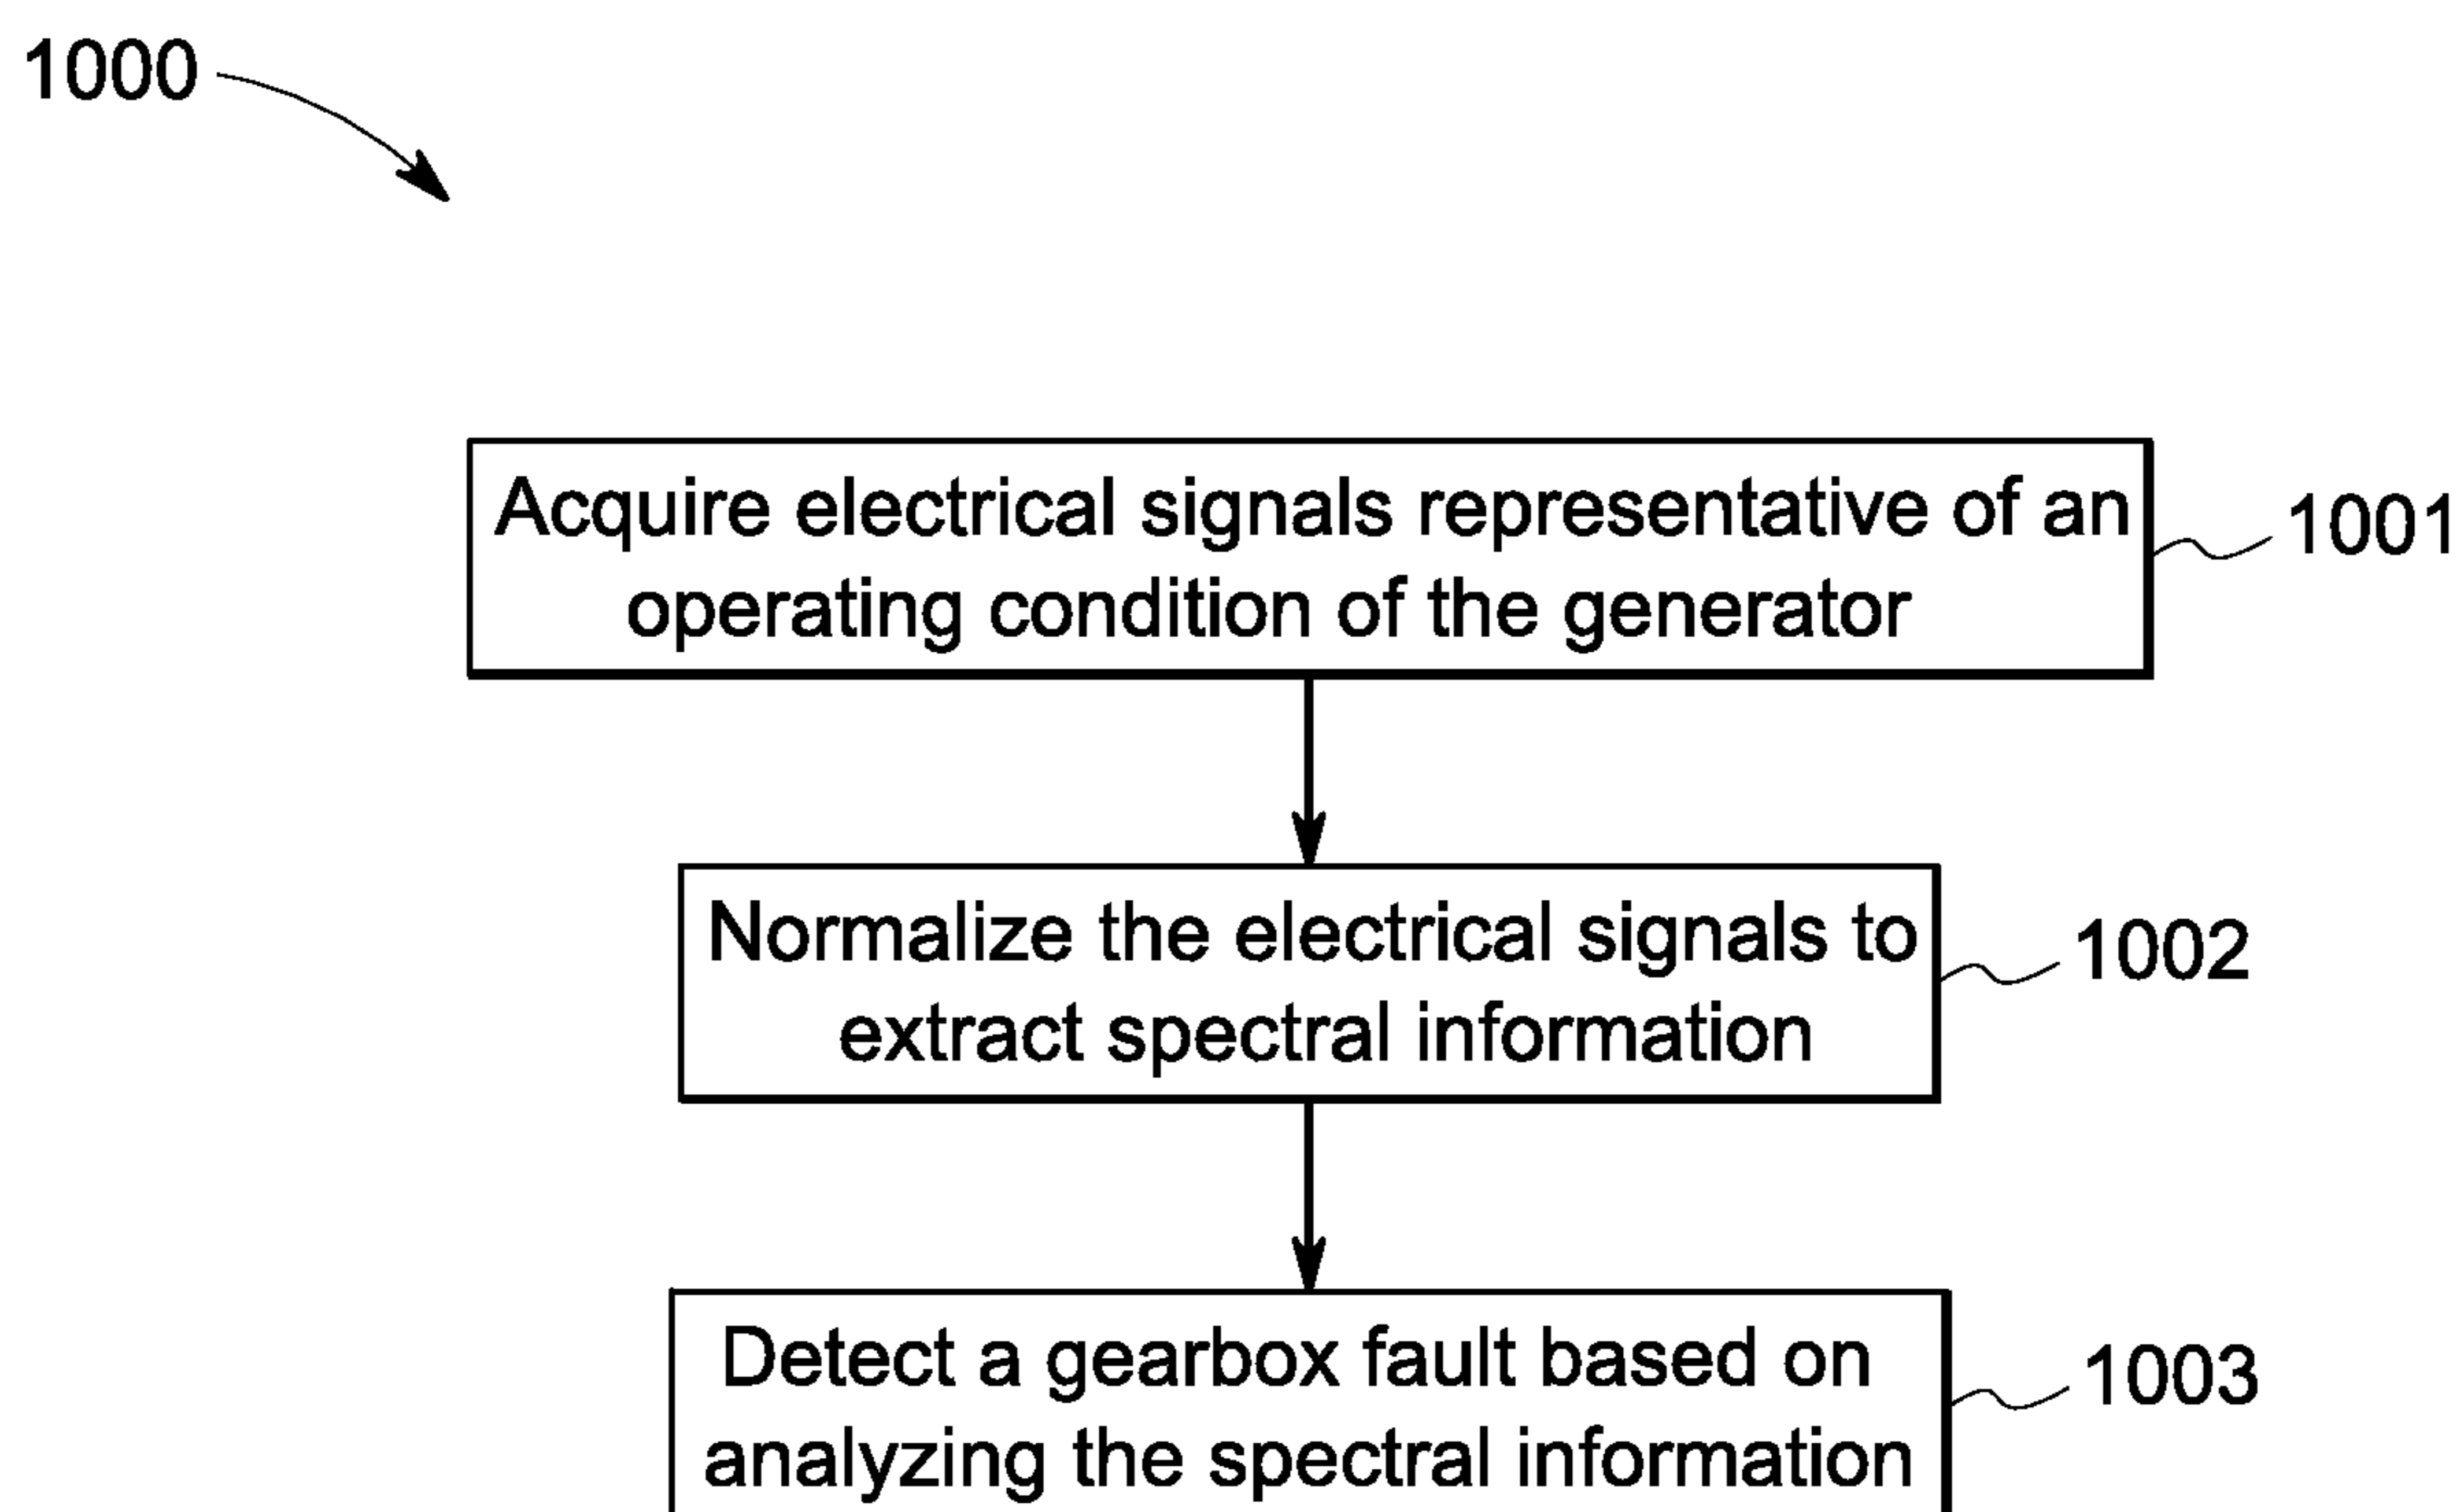 1000
Acquire electrical signals representative of an
operating condition of the generator
1001
Normalize the electrical signals to
extract spectral information
1002
Detect a gearbox fault based on
analyzing the spectral information
1003